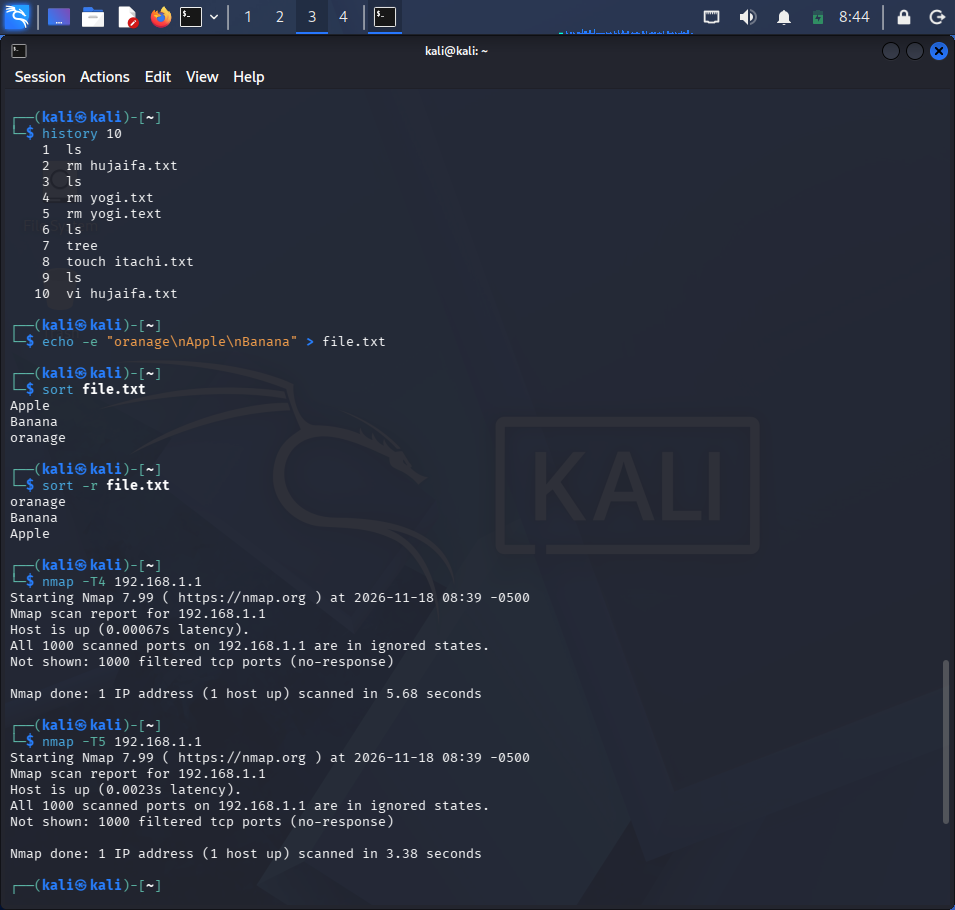 1 2 3 4 8:44
kali@kali: ~
Session Actions Edit View Help
┌──(kali㉿kali)-[~]
└─$ history 10
1 ls
2 rm hujaifa.txt
3 ls
4 rm yogi.txt
5 rm yogi.text
6 ls
7 tree
8 touch itachi.txt
9 ls
10 vi hujaifa.txt
┌──(kali㉿kali)-[~]
└─$ echo -e "oranage\nApple\nBanana" > file.txt
┌──(kali㉿kali)-[~]
└─$ sort file.txt
Apple
Banana
oranage
┌──(kali㉿kali)-[~]
└─$ sort -r file.txt
oranage
Banana
Apple
KALI
┌──(kali㉿kali)-[~]
└─$ nmap -T4 192.168.1.1
Starting Nmap 7.99 ( https://nmap.org ) at 2026-11-18 08:39 -0500
Nmap scan report for 192.168.1.1
Host is up (0.00067s latency).
All 1000 scanned ports on 192.168.1.1 are in ignored states.
Not shown: 1000 filtered tcp ports (no-response)
Nmap done: 1 IP address (1 host up) scanned in 5.68 seconds
┌──(kali㉿kali)-[~]
└─$ nmap -T5 192.168.1.1
Starting Nmap 7.99 ( https://nmap.org ) at 2026-11-18 08:39 -0500
Nmap scan report for 192.168.1.1
Host is up (0.0023s latency).
All 1000 scanned ports on 192.168.1.1 are in ignored states.
Not shown: 1000 filtered tcp ports (no-response)
Nmap done: 1 IP address (1 host up) scanned in 3.38 seconds
┌──(kali㉿kali)-[~]